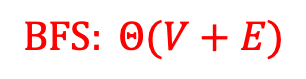 BFS: Θ(V + E)